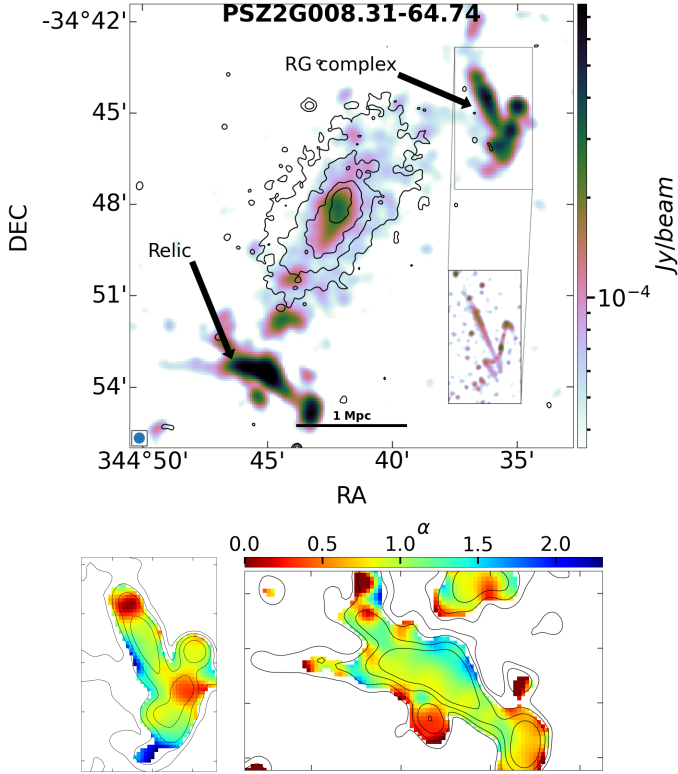 PSZ2G008.31-64.74
-34°42'
RG complex
45'
48'
DEC
Relic
51'
54'
1 Mpc
344°50'
45'
40'
35'
RA
10⁻⁴
Jy/beam
α
0.0
0.5
1.0
1.5
2.0